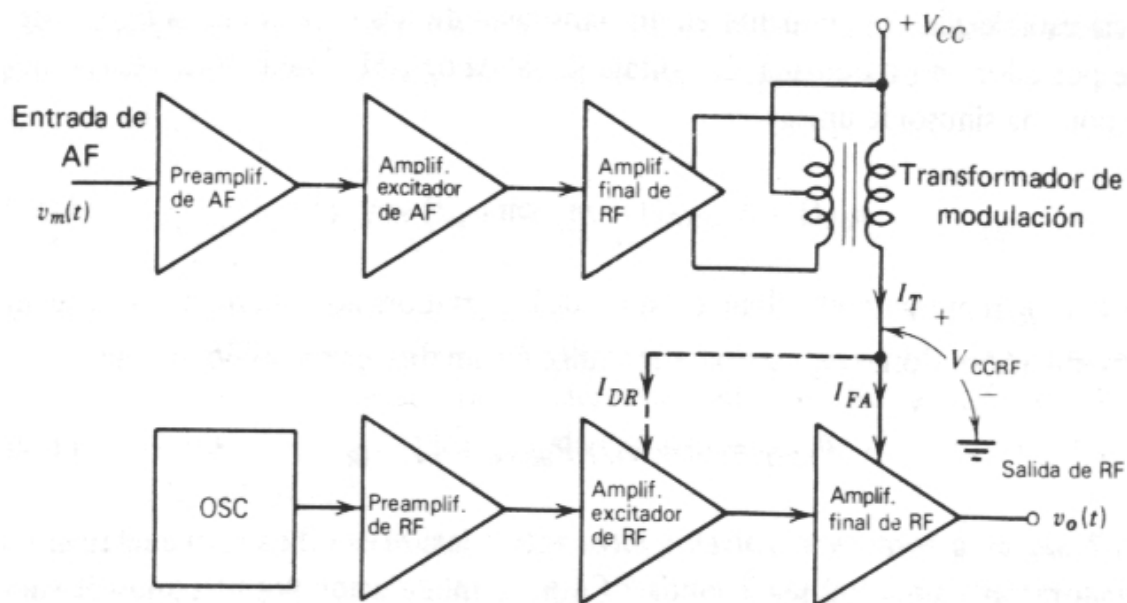 + V_CC
Entrada de
AF
v_m(t)
Preamplif.
de AF
Amplif.
excitador
de AF
Amplif.
final de
RF
Transformador de
modulación
I_T
+
V_CCRF
−
I_DR
I_FA
OSC
Preamplif.
de RF
Amplif.
excitador
de RF
Amplif.
final de RF
Salida de RF
v_o(t)